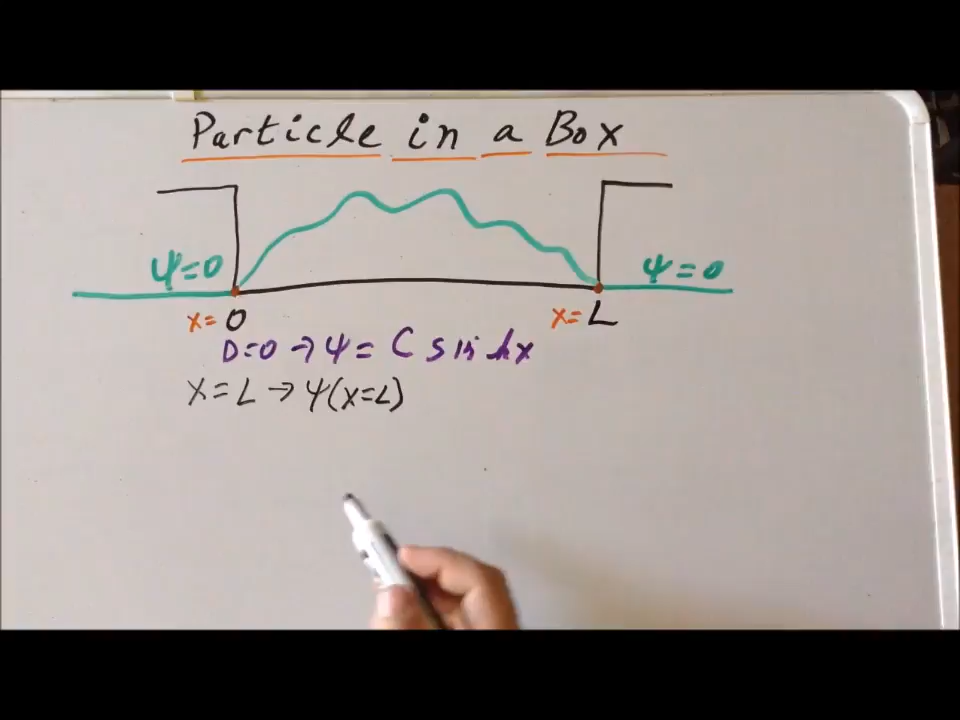 Particle in a Box
ψ=0 ψ=0
x=0 x=L
D=0 → ψ = C sin kx
x=L → ψ(x=L)